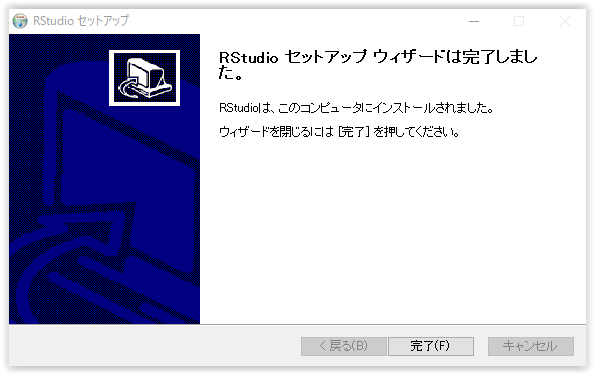 RStudio セットアップ
RStudio セットアップ ウィザードは完了しまし
た。
RStudioは、このコンピュータにインストールされました。
ウィザードを閉じるには [完了] を押してください。
< 戻る(B)
完了(F)
キャンセル